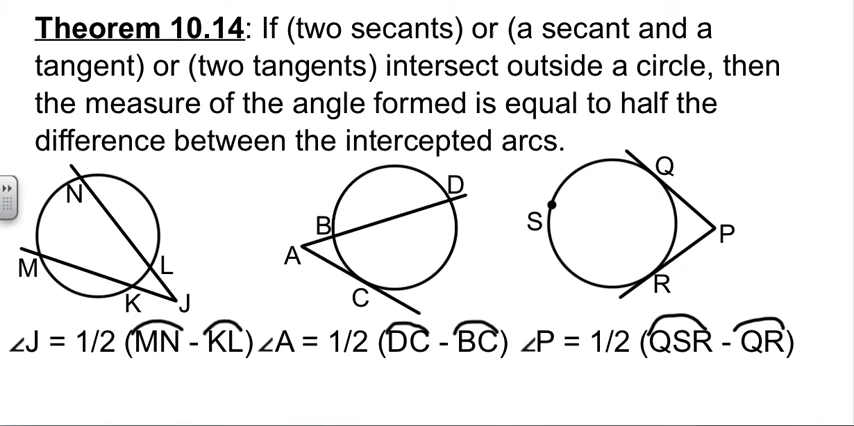 Theorem 10.14: If (two secants) or (a secant and a
tangent) or (two tangents) intersect outside a circle, then
the measure of the angle formed is equal to half the
difference between the intercepted arcs.
N
M
L
K
J
D
B
A
C
Q
S
P
R
∠J = 1/2 (MN - KL) ∠A = 1/2 (DC - BC) ∠P = 1/2 (QSR - QR)